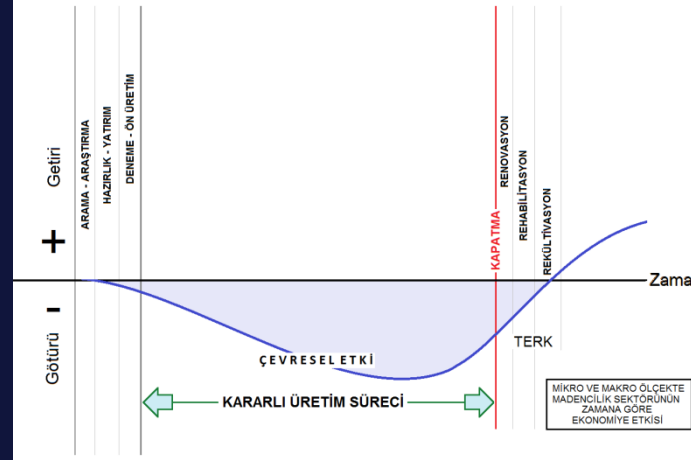 Getiri
+
-
Götürü
ARAMA - ARAŞTIRMA
HAZIRLIK - YATIRIM
DENEME - ÖN ÜRETİM
KAPATMA
RENOVASYON
REHABİLİTASYON
REKÜLTİVASYON
Zama
TERK
ÇEVRESEL ETKİ
KARARLI ÜRETİM SÜRECİ
MİKRO VE MAKRO ÖLÇEKTE
MADENCİLİK SEKTÖRÜNÜN
ZAMANA GÖRE
EKONOMİYE ETKİSİ